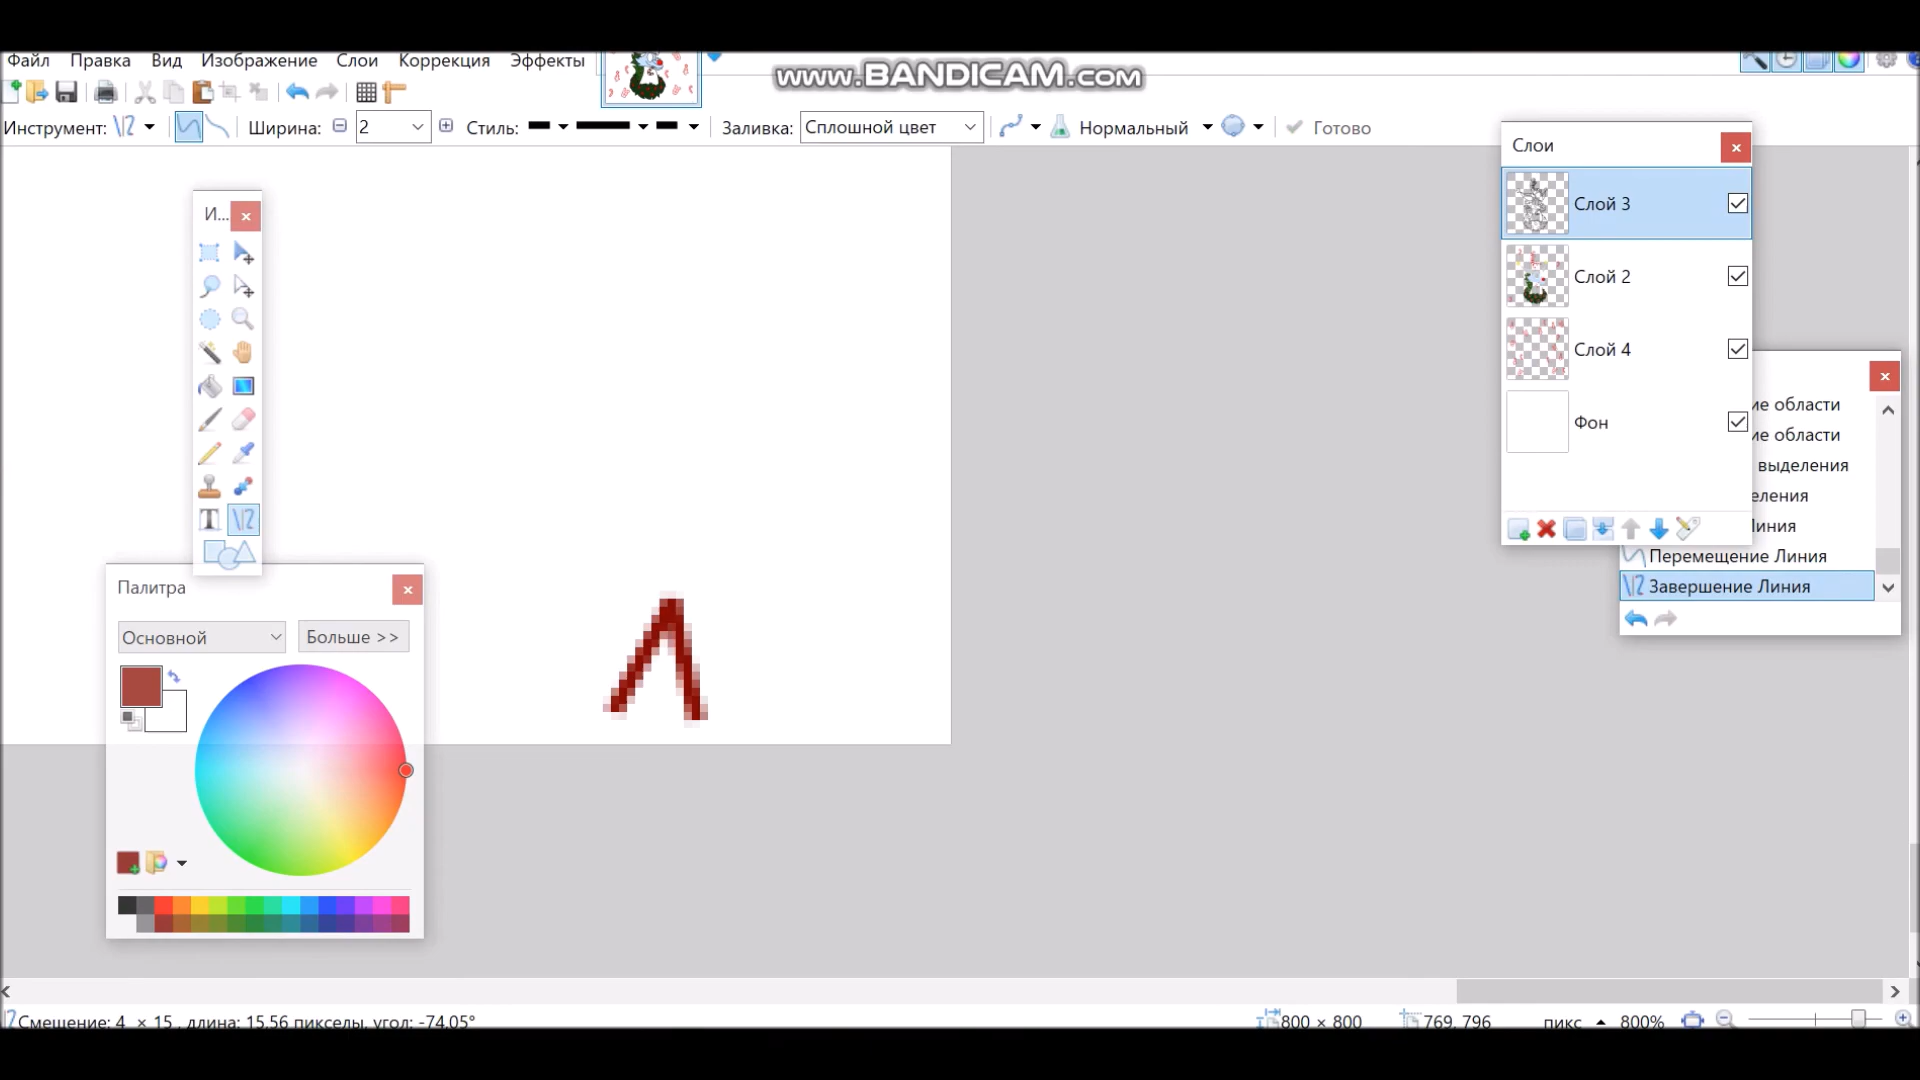 www.BANDICAM.com
Файл Правка Вид Изображение Слои Коррекция Эффекты
Инструмент: Ширина: 2 Стиль: Заливка: Сплошной цвет Нормальный Готово
Слои
Слой 3
Слой 2
Слой 4
Фон
И...
ие области
ие области
выделения
еления
Линия
Перемещение Линия
Завершение Линия
Палитра
Основной Больше >>
Смещение: 4 × 15 , длина: 15,56 пикселы, угол: -74,05° 800 × 800 769, 796 пикс 800%